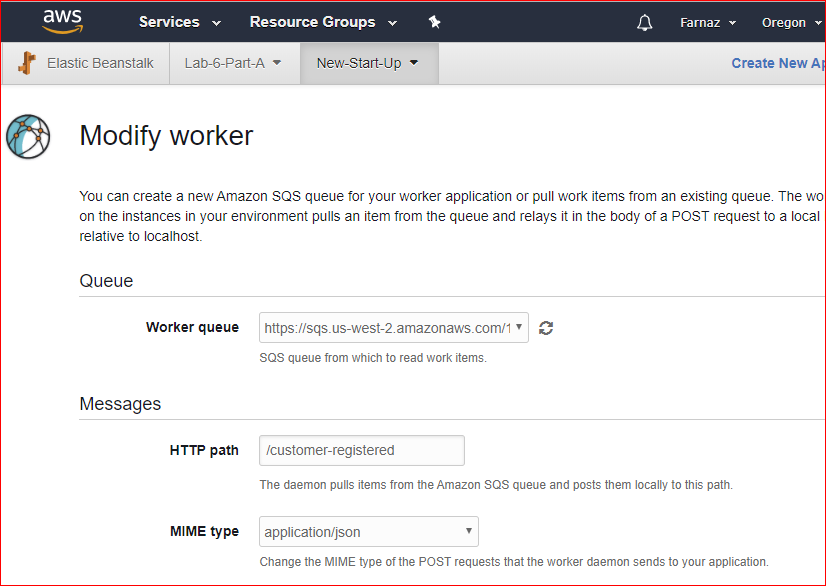 aws Services Resource Groups Farnaz Oregon
Elastic Beanstalk Lab-6-Part-A New-Start-Up Create New Ap
Modify worker
You can create a new Amazon SQS queue for your worker application or pull work items from an existing queue. The wo
on the instances in your environment pulls an item from the queue and relays it in the body of a POST request to a local
relative to localhost.
Queue
Worker queue https://sqs.us-west-2.amazonaws.com/1
SQS queue from which to read work items.
Messages
HTTP path /customer-registered
The daemon pulls items from the Amazon SQS queue and posts them locally to this path.
MIME type application/json
Change the MIME type of the POST requests that the worker daemon sends to your application.